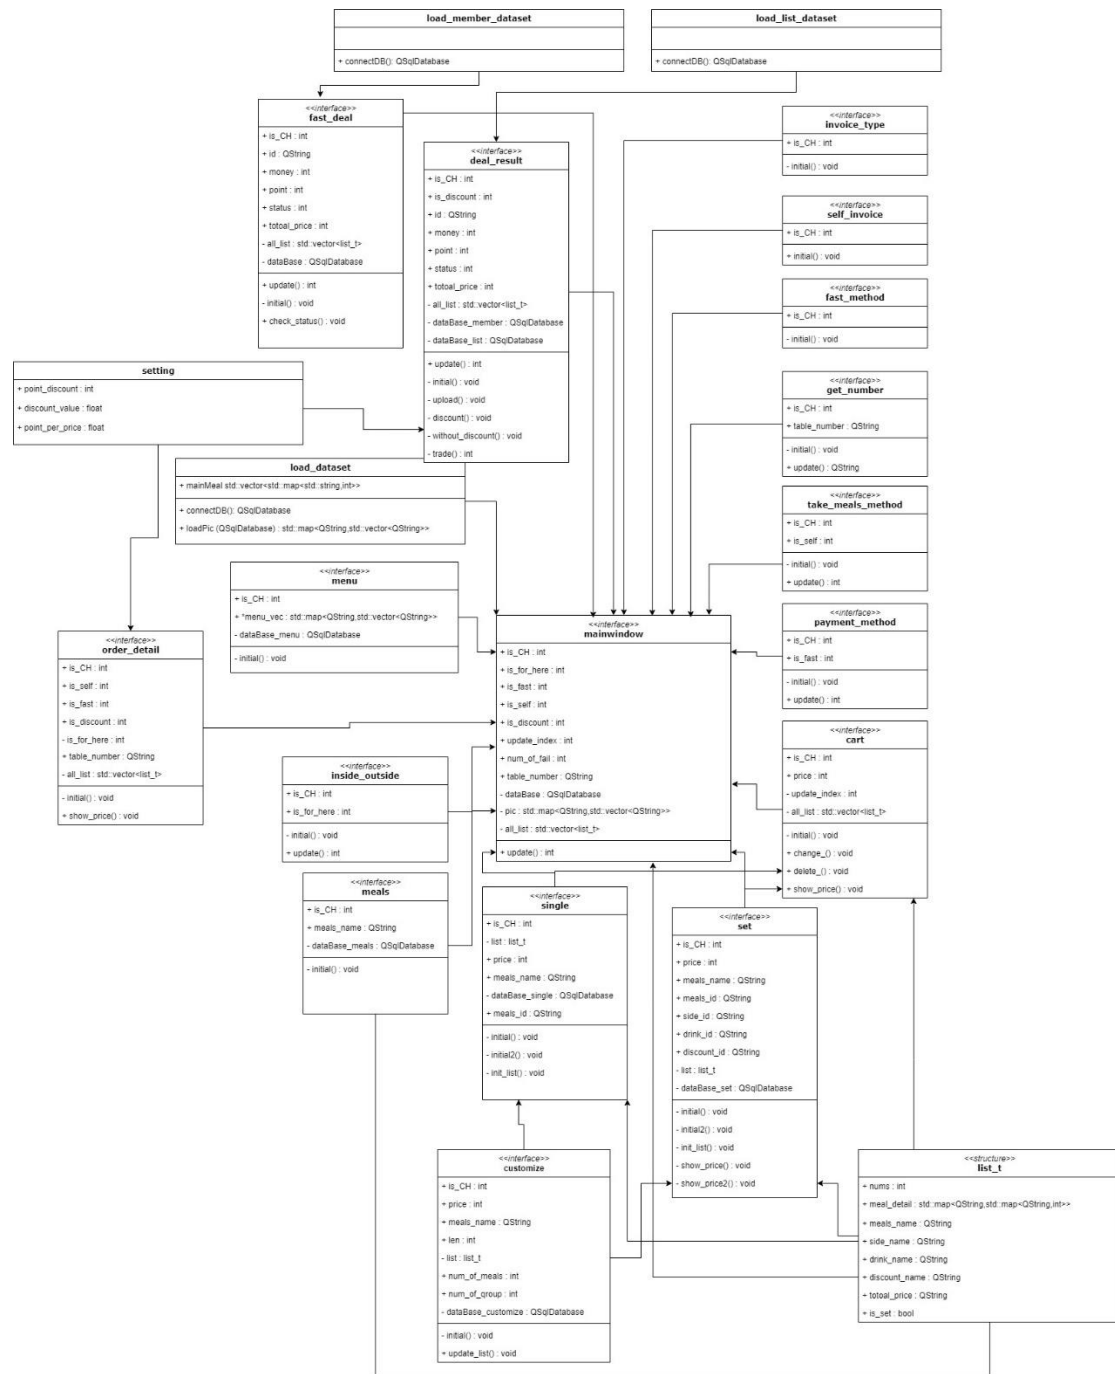 load_member_dataset
+ connectDB(): QSqlDatabase
load_list_dataset
+ connectDB(): QSqlDatabase
<<interface>>
fast_deal
+ is_CH : int
+ id : QString
+ money : int
+ point : int
+ status : int
+ totoal_price : int
- all_list : std::vector<list_t>
- dataBase : QSqlDatabase
+ update() : int
- initial() : void
+ check_status() : void
<<interface>>
deal_result
+ is_CH : int
+ is_discount : int
+ id : QString
+ money : int
+ point : int
+ status : int
+ totoal_price : int
- all_list : std::vector<list_t>
- dataBase_member : QSqlDatabase
- dataBase_list : QSqlDatabase
+ update() : int
- initial() : void
- upload() : void
- discount() : void
- without_discount() : void
- trade() : int
<<interface>>
invoice_type
+ is_CH : int
- initial() : void
<<interface>>
self_invoice
+ is_CH : int
+ initial() : void
<<interface>>
fast_method
+ is_CH : int
- initial() : void
<<interface>>
get_number
+ is_CH : int
+ table_number : QString
- initial() : void
+ update() : QString
<<interface>>
take_meals_method
+ is_CH : int
+ is_self : int
- initial() : void
+ update() : int
<<interface>>
payment_method
+ is_CH : int
+ is_fast : int
- initial() : void
+ update() : int
setting
+ point_discount : int
+ discount_value : float
+ point_per_price : float
load_dataset
+ mainMeal std::vector<std::map<std::string,int>>
+ connectDB(): QSqlDatabase
+ loadPic (QSqlDatabase) : std::map<QString,std::vector<QString>>
<<interface>>
menu
+ is_CH : int
+ *menu_vec : std::map<QString,std::vector<QString>>
- dataBase_menu : QSqlDatabase
- initial() : void
<<interface>>
order_detail
+ is_CH : int
+ is_self : int
+ is_fast : int
+ is_discount : int
- is_for_here : int
+ table_number : QString
- all_list : std::vector<list_t>
- initial() : void
+ show_price() : void
<<interface>>
mainwindow
+ is_CH : int
+ is_for_here : int
+ is_fast : int
+ is_self : int
+ is_discount : int
+ update_index : int
+ num_of_fail : int
+ table_number : QString
- dataBase : QSqlDatabase
- pic : std::map<QString,std::vector<QString>>
- all_list : std::vector<list_t>
+ update() : int
<<interface>>
cart
+ is_CH : int
+ price : int
- update_index : int
- all_list : std::vector<list_t>
- initial() : void
+ change_() : void
+ delete_() : void
+ show_price() : void
<<interface>>
inside_outside
+ is_CH : int
+ is_for_here : int
- initial() : void
+ update() : int
<<interface>>
meals
+ is_CH : int
+ meals_name : QString
- dataBase_meals : QSqlDatabase
- initial() : void
<<interface>>
single
+ is_CH : int
- list : list_t
+ price : int
+ meals_name : QString
- dataBase_single : QSqlDatabase
+ meals_id : QString
- initial() : void
- initial2() : void
- init_list() : void
<<interface>>
set
+ is_CH : int
+ price : int
+ meals_name : QString
+ meals_id : QString
+ side_id : QString
+ drink_id : QString
+ discount_id : QString
- list : list_t
- dataBase_set : QSqlDatabase
- initial() : void
- initial2() : void
- init_list() : void
- show_price() : void
- show_price2() : void
<<interface>>
customize
+ is_CH : int
+ price : int
+ meals_name : QString
+ len : int
- list : list_t
+ num_of_meals : int
+ num_of_qroup : int
- dataBase_customize : QSqlDatabase
- initial() : void
+ update_list() : void
<<structure>>
list_t
+ nums : int
+ meal_detail : std::map<QString,std::map<QString,int>>
+ meals_name : QString
+ side_name : QString
+ drink_name : QString
+ discount_name : QString
+ totoal_price : QString
+ is_set : bool